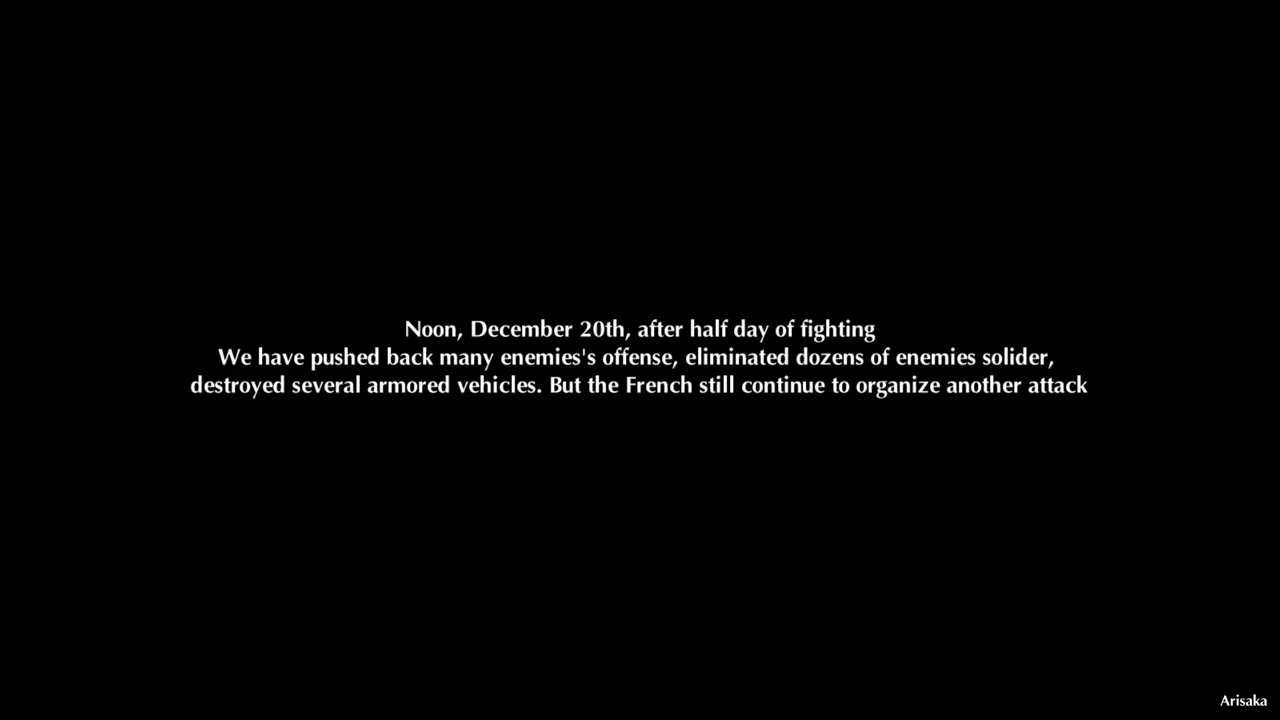 Noon, December 20th, after half day of fighting
We have pushed back many enemies's offense, eliminated dozens of enemies solider,
destroyed several armored vehicles. But the French still continue to organize another attack
Arisaka